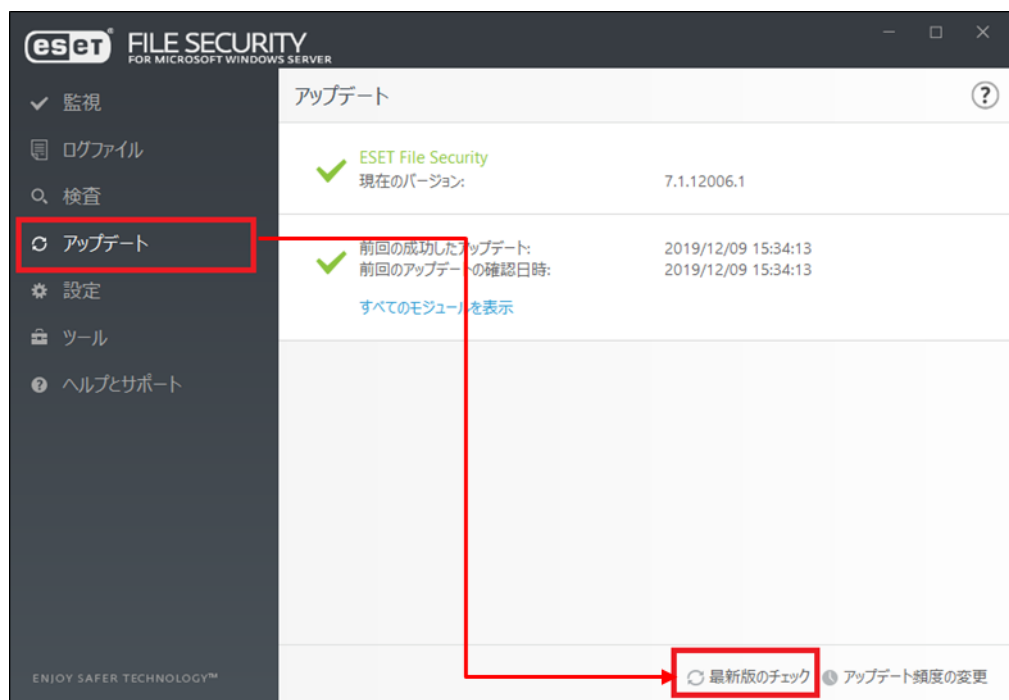 eset FILE SECURITY
FOR MICROSOFT WINDOWS SERVER
監視
ログファイル
検査
アップデート
設定
ツール
ヘルプとサポート
ENJOY SAFER TECHNOLOGY™
アップデート ?
ESET File Security
現在のバージョン: 7.1.12006.1
前回の成功したアップデート: 2019/12/09 15:34:13
前回のアップデートの確認日時: 2019/12/09 15:34:13
すべてのモジュールを表示
最新版のチェック アップデート頻度の変更